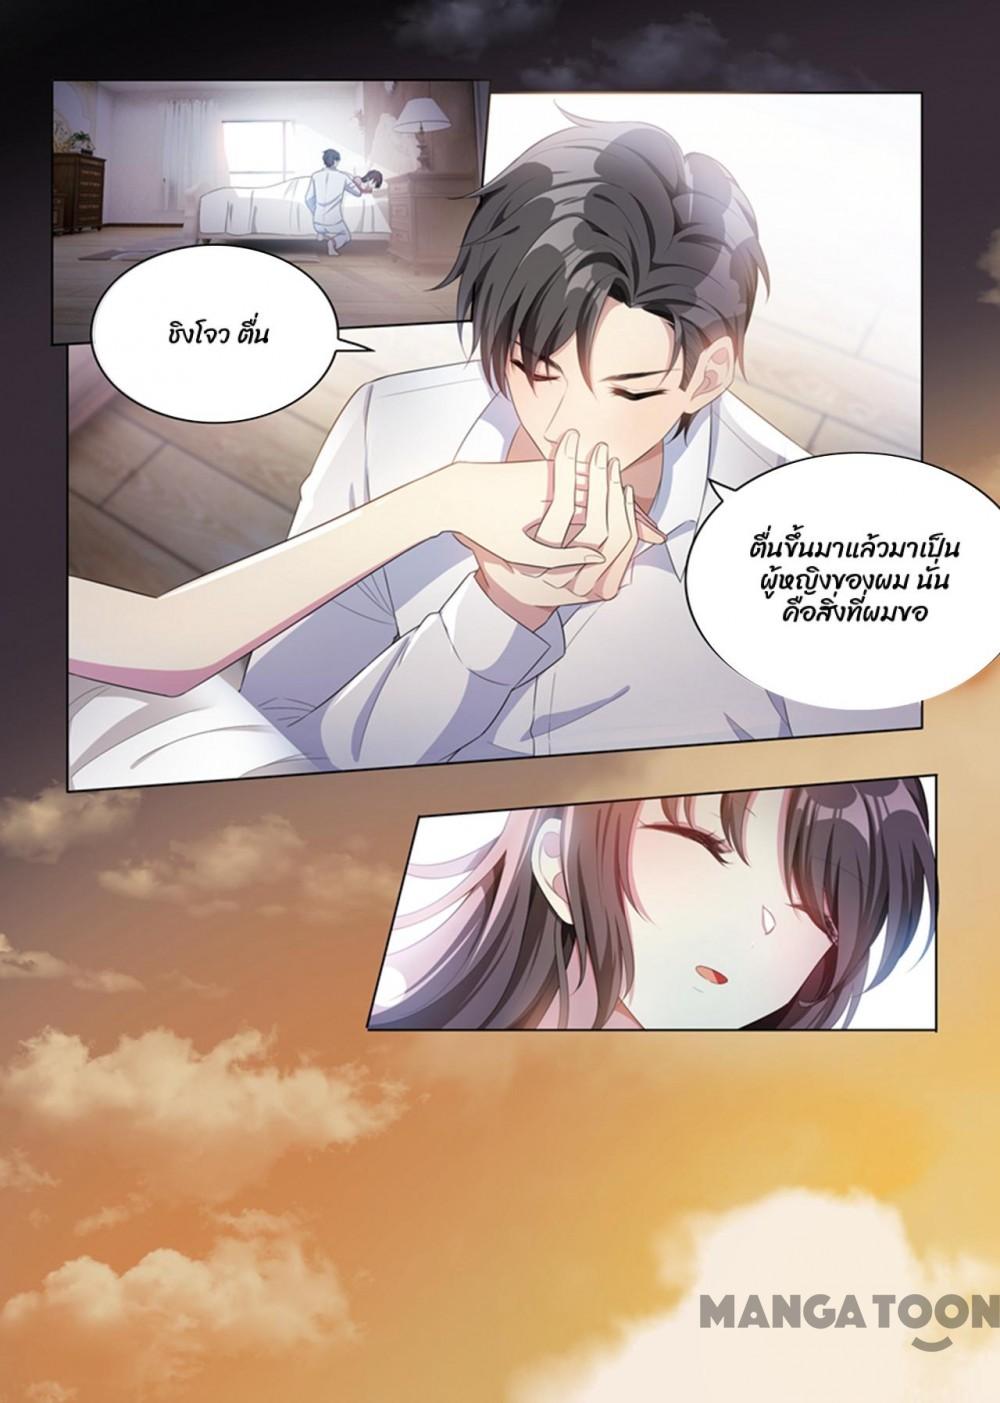 ชิงโจว ตื่น
ตื่นขึ้นมาแล้วมาเป็น
ผู้หญิงของผม นั่น
คือสิ่งที่ผมขอ
MANGA TOON